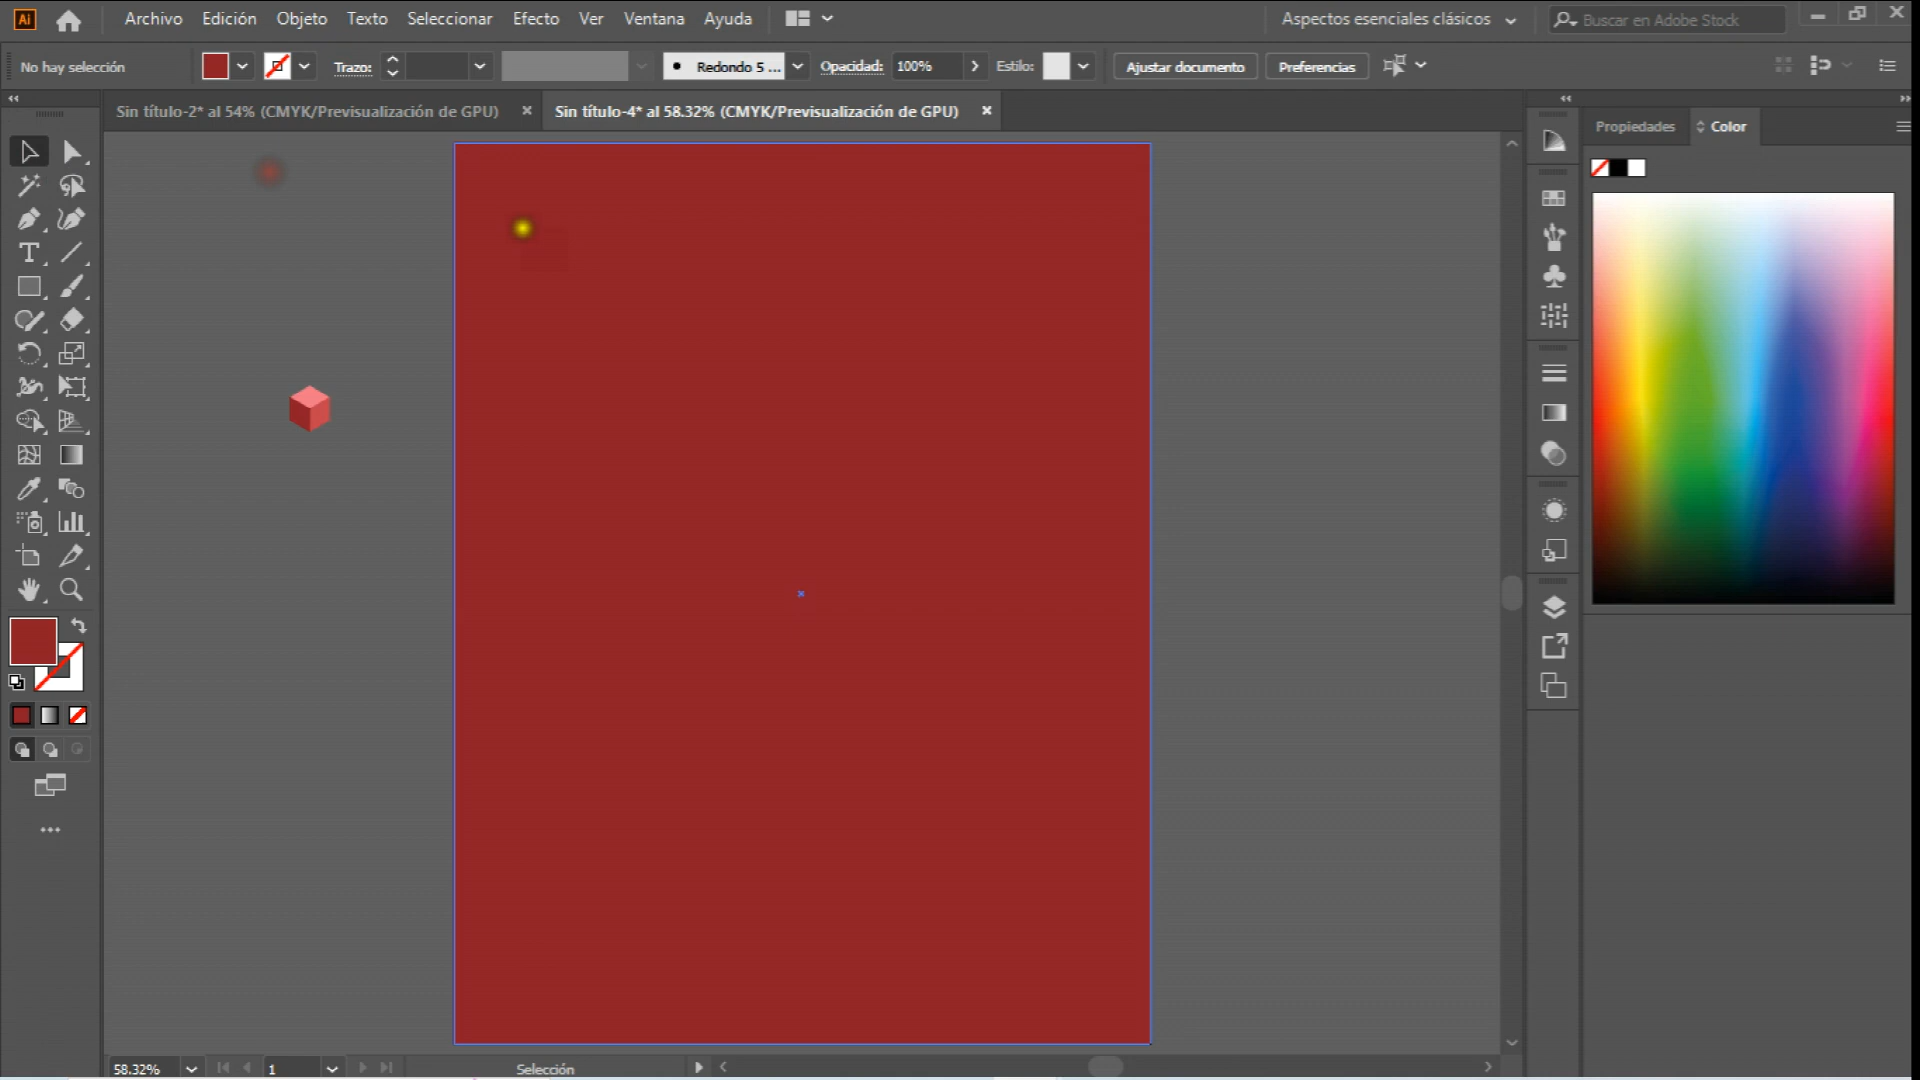 Ai
Archivo Edición Objeto Texto Seleccionar Efecto Ver Ventana Ayuda
Aspectos esenciales clásicos
Buscar en Adobe Stock
No hay selección
Trazo:
Redondo 5 ...
Opacidad: 100%
Estilo:
Ajustar documento
Preferencias
Sin título-2* al 54% (CMYK/Previsualización de GPU)
Sin título-4* al 58.32% (CMYK/Previsualización de GPU)
Propiedades
Color
58.32%
1
Selección